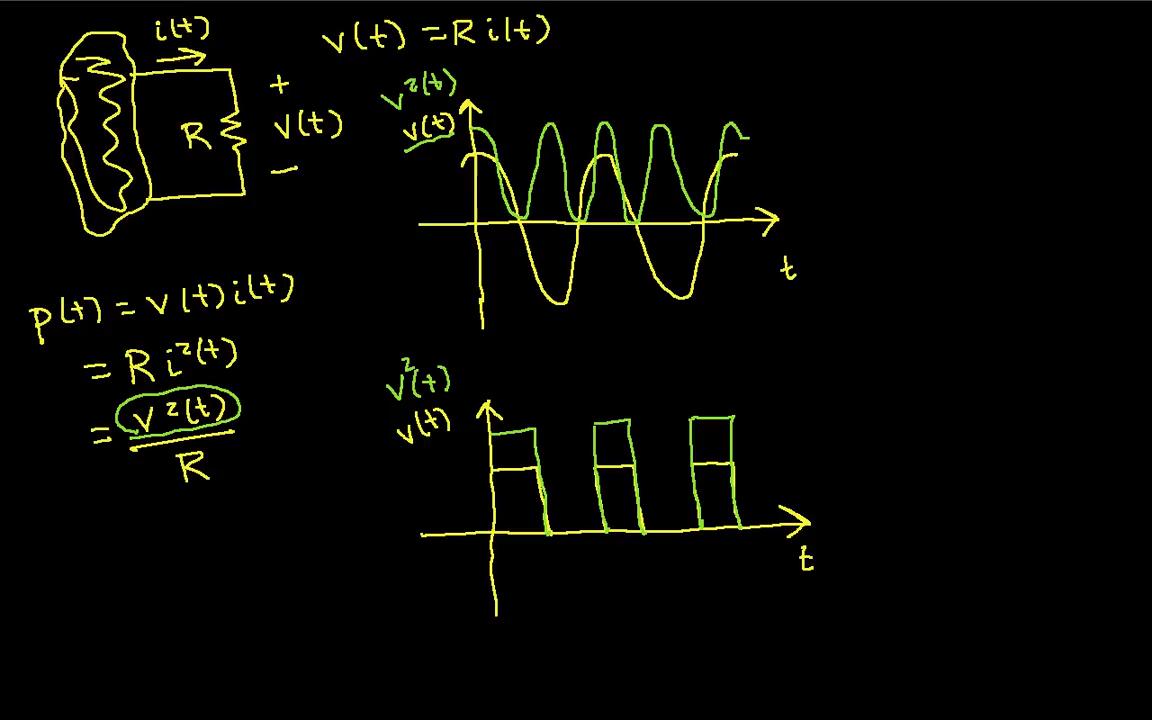 i(t)
v(t) = R i(t)
+
R
v(t)
−
v²(t)
v(t)
t
p(t) = v(t) i(t)
= R i²(t)
= v²(t)
R
v²(t)
v(t)
t